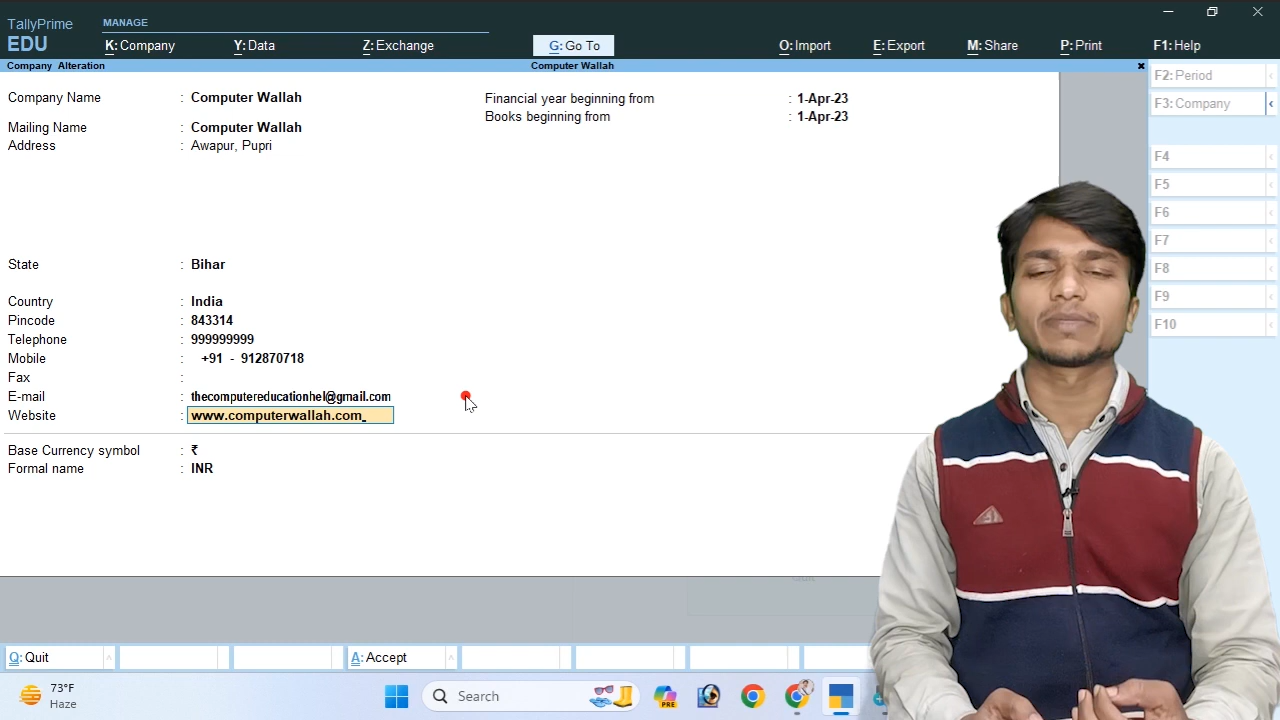 TallyPrime
EDU
MANAGE
K: Company
Y: Data
Z: Exchange
G: Go To
O: Import
E: Export
M: Share
P: Print
F1: Help
Company Alteration
Computer Wallah
F2: Period
F3: Company
F4
F5
F6
F7
F8
F9
F10
Company Name : Computer Wallah
Mailing Name : Computer Wallah
Address : Awapur, Pupri
State : Bihar
Country : India
Pincode : 843314
Telephone : 999999999
Mobile : +91 - 912870718
Fax :
E-mail : thecomputereducationhel@gmail.com
Website : www.computerwallah.com
Base Currency symbol : ₹
Formal name : INR
Financial year beginning from : 1-Apr-23
Books beginning from : 1-Apr-23
Q: Quit
A: Accept
73°F
Haze
Search
PRE